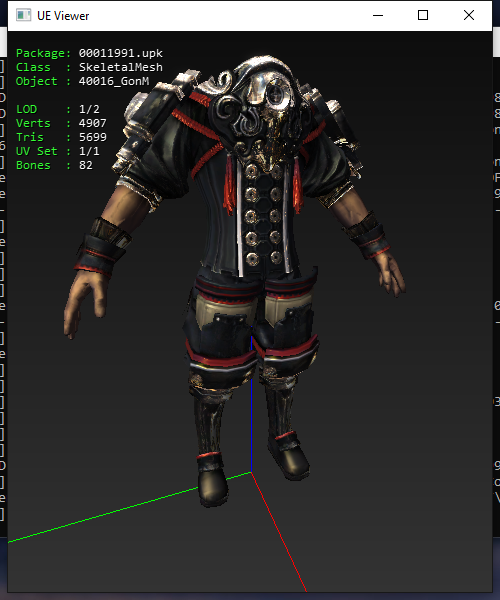 UE Viewer
Package: 00011991.upk
Class : SkeletalMesh
Object : 40016_GonM
LOD : 1/2
Verts : 4907
Tris : 5699
UV Set : 1/1
Bones : 82